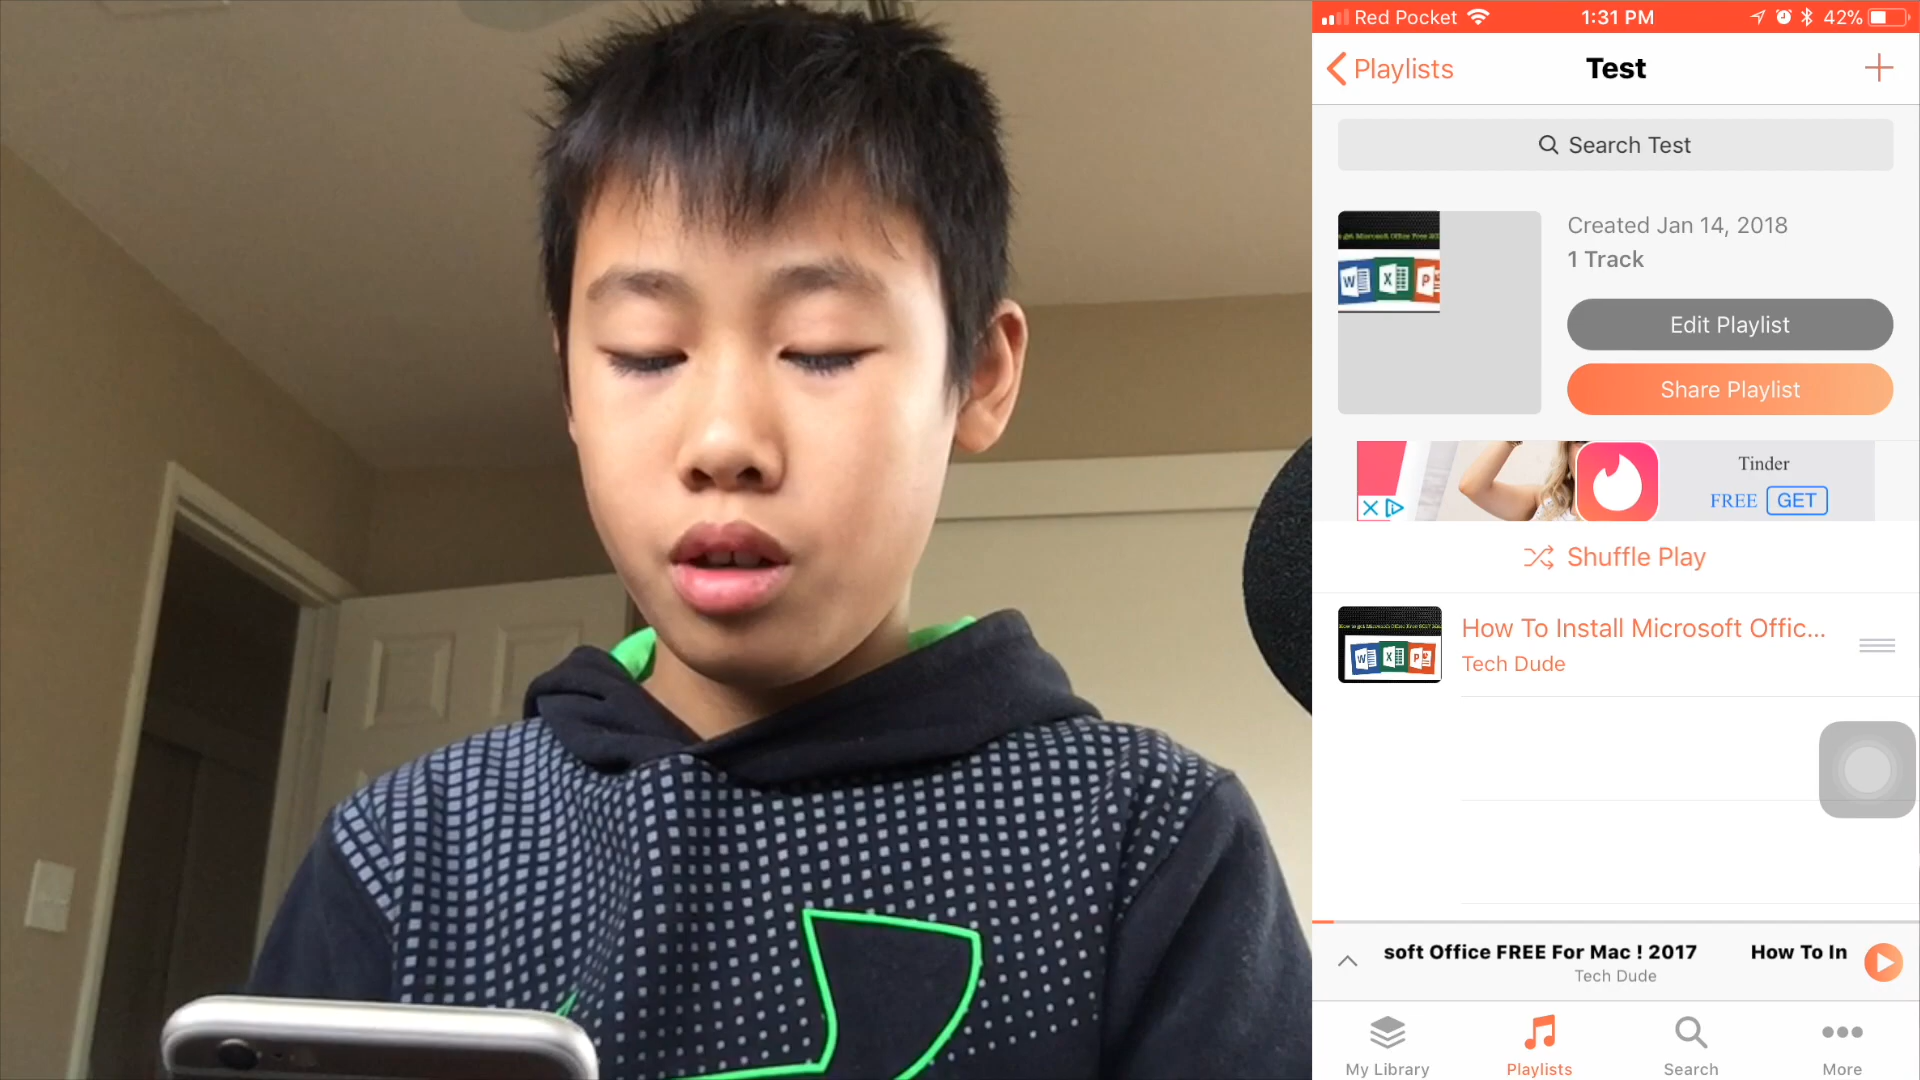 Red Pocket 1:31 PM 42%
Playlists Test
Search Test
Created Jan 14, 2018
1 Track
Edit Playlist
Share Playlist
Tinder
FREE GET
Shuffle Play
How To Install Microsoft Offic...
Tech Dude
soft Office FREE For Mac ! 2017 How To In
Tech Dude
My Library Playlists Search More